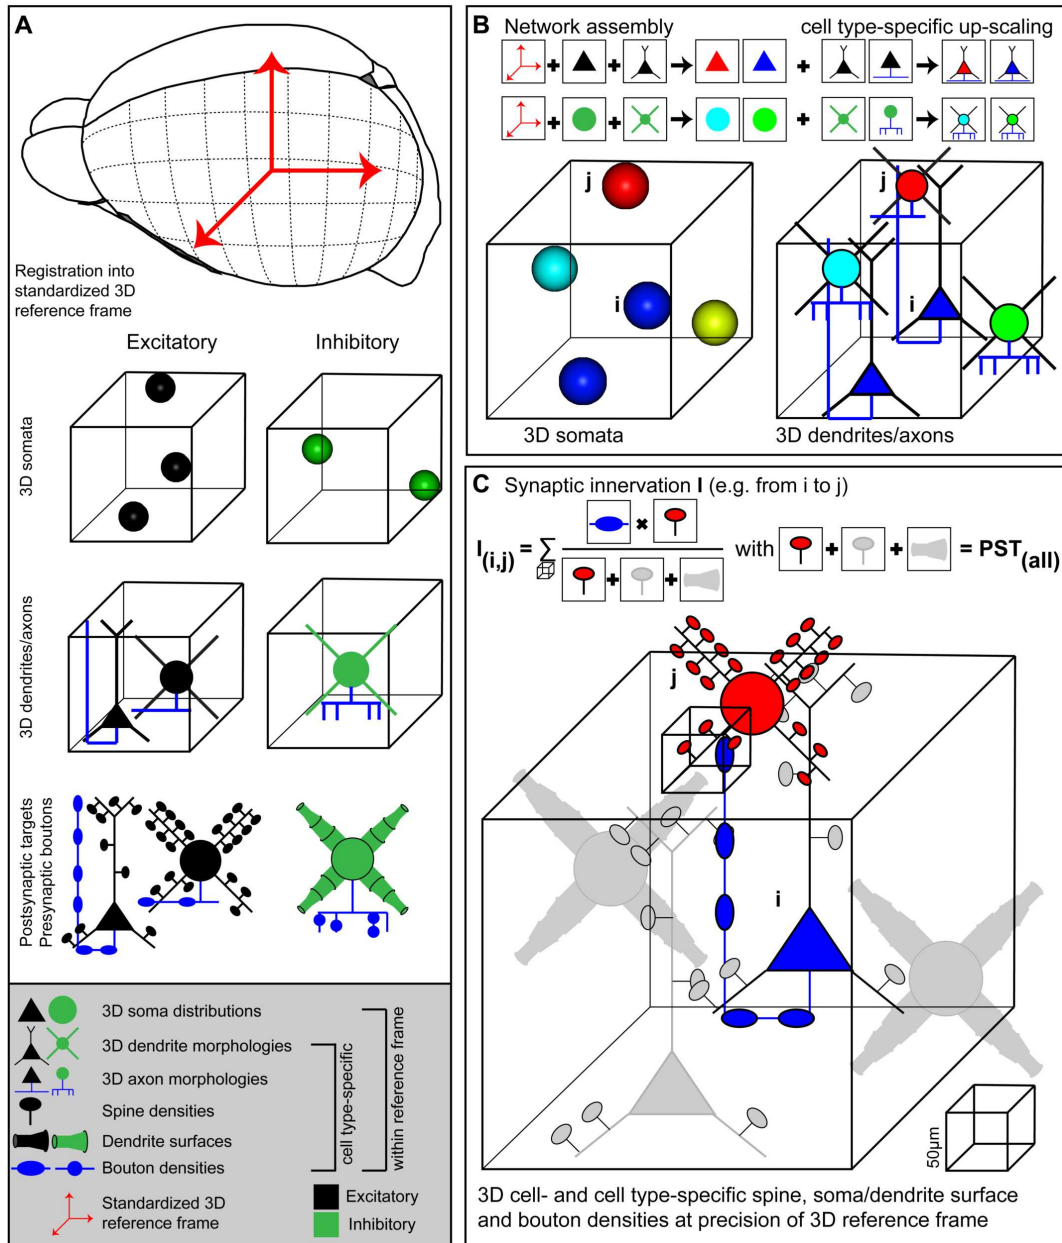 A
Registration into
standardized 3D
reference frame
Excitatory
Inhibitory
3D somata
3D dendrites/axons
Postsynaptic targets
Presynaptic boutons
3D soma distributions
3D dendrite morphologies
3D axon morphologies
Spine densities
Dendrite surfaces
Bouton densities
cell type-specific
within reference frame
Standardized 3D
reference frame
Excitatory
Inhibitory
B
Network assembly
cell type-specific up-scaling
+ + → + →
+ + → + →
j
i
3D somata
j
i
3D dendrites/axons
C Synaptic innervation I (e.g. from i to j)
×
I(i,j) = ∑ with + + = PST(all)
+ +
j
i
50µm
3D cell- and cell type-specific spine, soma/dendrite surface
and bouton densities at precision of 3D reference frame